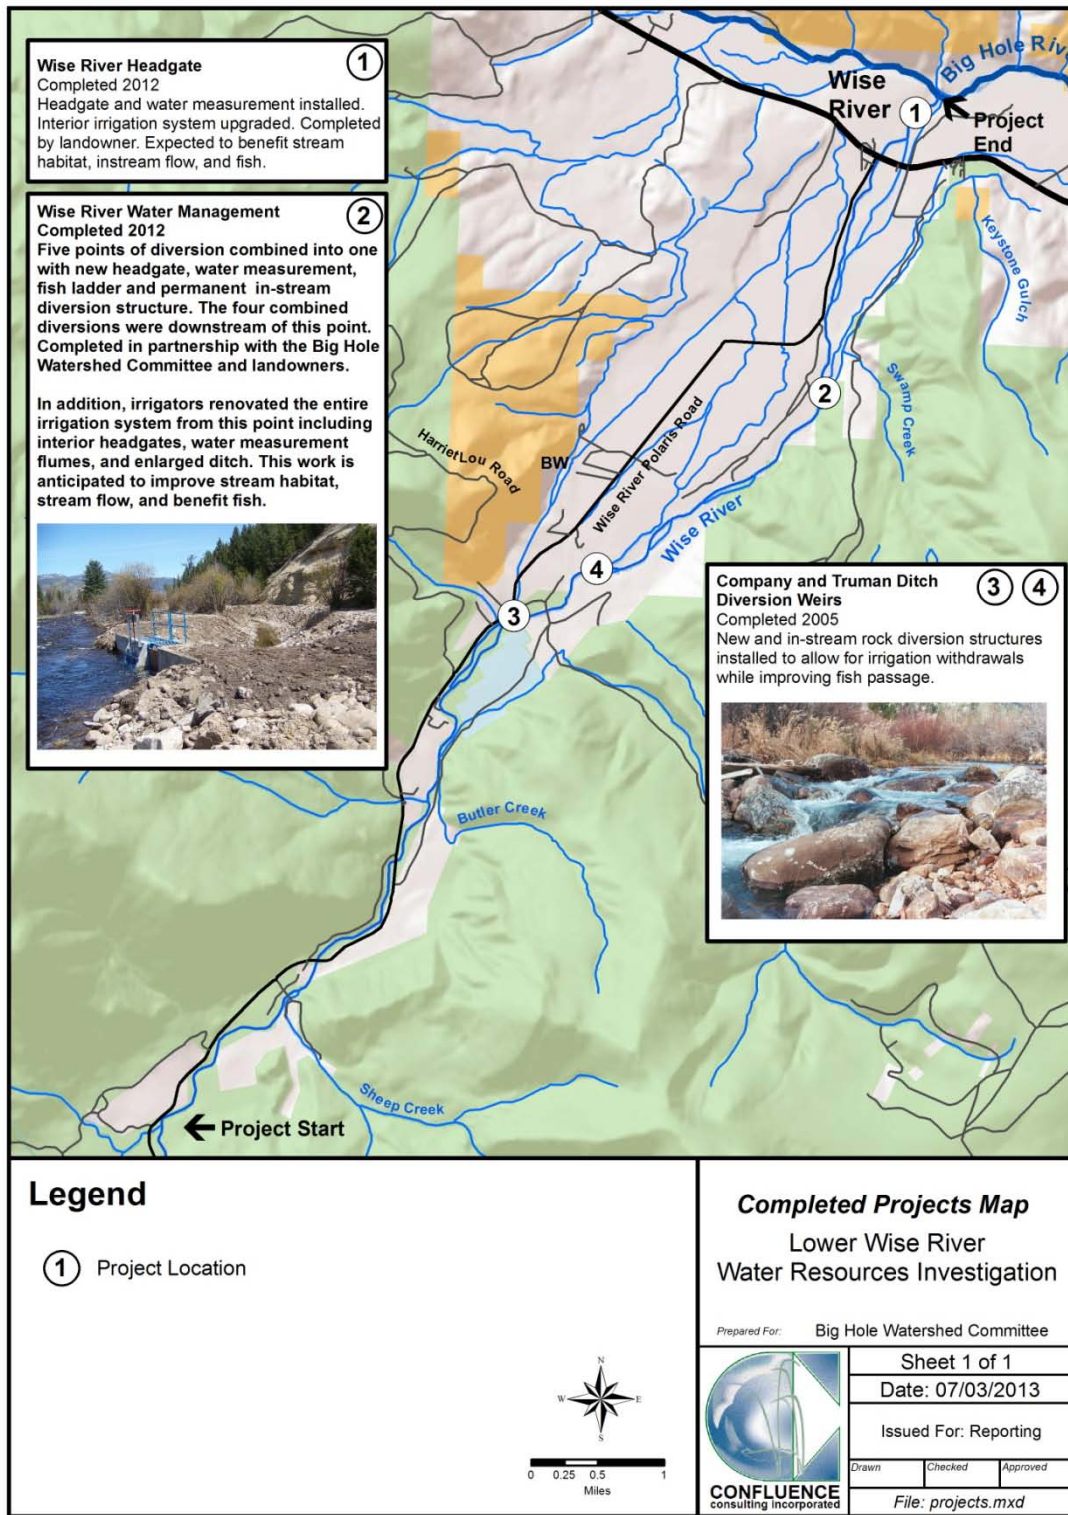 1
Wise River Headgate
Completed 2012
Headgate and water measurement installed.
Interior irrigation system upgraded. Completed
by landowner. Expected to benefit stream
habitat, instream flow, and fish.
2
Wise River Water Management
Completed 2012
Five points of diversion combined into one
with new headgate, water measurement,
fish ladder and permanent in-stream
diversion structure. The four combined
diversions were downstream of this point.
Completed in partnership with the Big Hole
Watershed Committee and landowners.
In addition, irrigators renovated the entire
irrigation system from this point including
interior headgates, water measurement
flumes, and enlarged ditch. This work is
anticipated to improve stream habitat,
stream flow, and benefit fish.
Big Hole Rive
Wise
River
1
Project
End
Keystone Gulch
Swamp Creek
2
Wise River Polaris Road
HarrietLou Road
BW
Wise River
4
3
Company and Truman Ditch
Diversion Weirs
3 4
Completed 2005
New and in-stream rock diversion structures
installed to allow for irrigation withdrawals
while improving fish passage.
Butler Creek
Sheep Creek
Project Start
Legend
1 Project Location
N
W E
S
0 0.25 0.5 1
Miles
Completed Projects Map
Lower Wise River
Water Resources Investigation
Prepared For: Big Hole Watershed Committee
CONFLUENCE
consulting incorporated
Sheet 1 of 1
Date: 07/03/2013
Issued For: Reporting
Drawn Checked Approved
File: projects.mxd